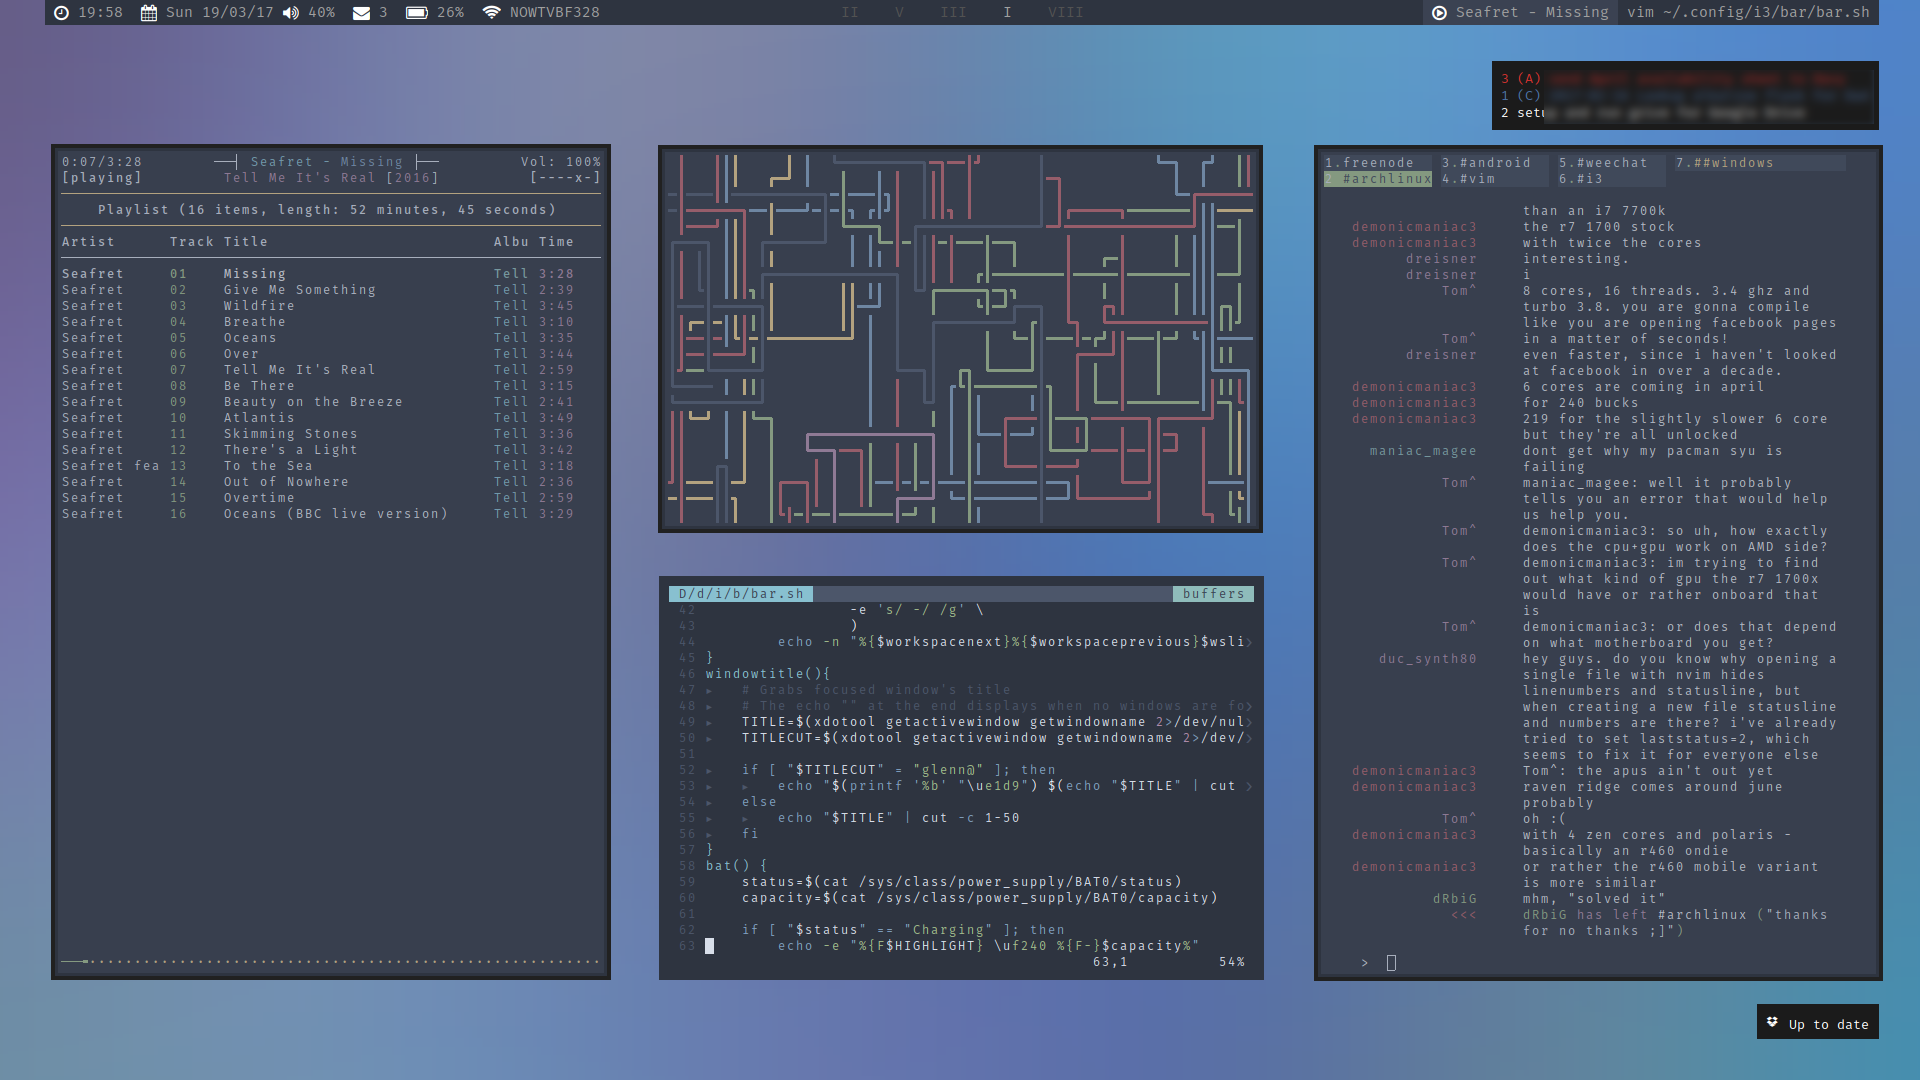 19:58 Sun 19/03/17 40% 3 26% NOWTVBF328 II V III I VIII Seafret - Missing vim ~/.config/i3/bar/bar.sh
3 (A)
1 (C)
2 setu
0:07/3:28 Seafret - Missing Vol: 100%
[playing] Tell Me It's Real [2016] [----x-]
Playlist (16 items, length: 52 minutes, 45 seconds)
Artist Track Title Albu Time
Seafret 01 Missing Tell 3:28
Seafret 02 Give Me Something Tell 2:39
Seafret 03 Wildfire Tell 3:45
Seafret 04 Breathe Tell 3:10
Seafret 05 Oceans Tell 3:35
Seafret 06 Over Tell 3:44
Seafret 07 Tell Me It's Real Tell 2:59
Seafret 08 Be There Tell 3:15
Seafret 09 Beauty on the Breeze Tell 2:41
Seafret 10 Atlantis Tell 3:49
Seafret 11 Skimming Stones Tell 3:36
Seafret 12 There's a Light Tell 3:42
Seafret fea 13 To the Sea Tell 3:18
Seafret 14 Out of Nowhere Tell 2:36
Seafret 15 Overtime Tell 2:59
Seafret 16 Oceans (BBC live version) Tell 3:29
D/d/i/b/bar.sh buffers
42 -e 's/ -/ /g' \
43 )
44 echo -n "%{$workspacenext}%{$workspaceprevious}$wsli>
45 }
46 windowtitle(){
47 ▸ # Grabs focused window's title
48 ▸ # The echo "" at the end displays when no windows are fo>
49 ▸ TITLE=$(xdotool getactivewindow getwindowname 2>/dev/nul>
50 ▸ TITLECUT=$(xdotool getactivewindow getwindowname 2>/dev/>
51
52 ▸ if [ "$TITLECUT" = "glenn@" ]; then
53 ▸ ▸ echo "$(printf '%b' "\ue1d9") $(echo "$TITLE" | cut >
54 ▸ else
55 ▸ ▸ echo "$TITLE" | cut -c 1-50
56 ▸ fi
57 }
58 bat() {
59 status=$(cat /sys/class/power_supply/BAT0/status)
60 capacity=$(cat /sys/class/power_supply/BAT0/capacity)
61
62 if [ "$status" == "Charging" ]; then
63 echo -e "%{F$HIGHLIGHT} \uf240 %{F-}$capacity%"
63,1 54%
1.freenode 3.#android 5.#weechat 7.##windows
2 #archlinux 4.#vim 6.#i3
than an i7 7700k
demonicmaniac3 the r7 1700 stock
demonicmaniac3 with twice the cores
dreisner interesting.
dreisner i
Tom^ 8 cores, 16 threads. 3.4 ghz and
turbo 3.8. you are gonna compile
like you are opening facebook pages
Tom^ in a matter of seconds!
dreisner even faster, since i haven't looked
at facebook in over a decade.
demonicmaniac3 6 cores are coming in april
demonicmaniac3 for 240 bucks
demonicmaniac3 219 for the slightly slower 6 core
but they're all unlocked
maniac_magee dont get why my pacman syu is
failing
Tom^ maniac_magee: well it probably
tells you an error that would help
us help you.
Tom^ demonicmaniac3: so uh, how exactly
does the cpu+gpu work on AMD side?
Tom^ demonicmaniac3: im trying to find
out what kind of gpu the r7 1700x
would have or rather onboard that
is
Tom^ demonicmaniac3: or does that depend
on what motherboard you get?
duc_synth80 hey guys. do you know why opening a
single file with nvim hides
linenumbers and statusline, but
when creating a new file statusline
and numbers are there? i've already
tried to set laststatus=2, which
seems to fix it for everyone else
demonicmaniac3 Tom^: the apus ain't out yet
demonicmaniac3 raven ridge comes around june
probably
Tom^ oh :(
demonicmaniac3 with 4 zen cores and polaris -
basically an r460 ondie
demonicmaniac3 or rather the r460 mobile variant
is more similar
dRbiG mhm, "solved it"
<<< dRbiG has left #archlinux ("thanks
for no thanks ;]")
>
Up to date